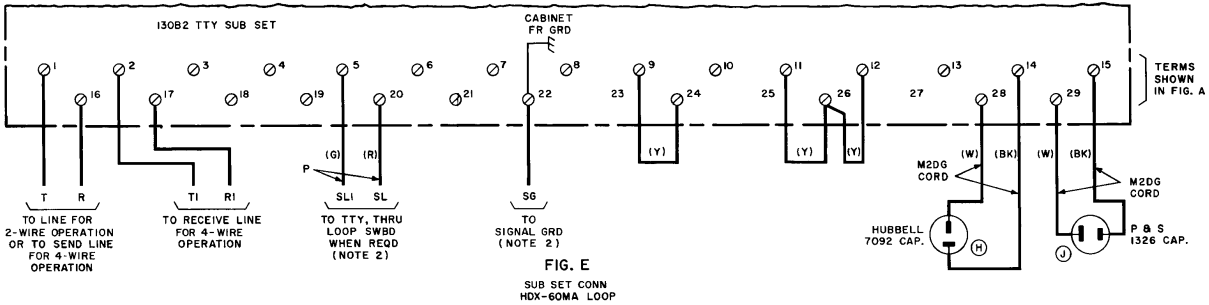 130B2 TTY SUB SET
CABINET
FR GRD
1 2 3 4 5 6 7 8 9 10 11 12 13 14 15
TERMS
SHOWN
IN FIG. A
16 17 18 19 20 21 22 23 24 25 26 27 28 29
(G) (R) (Y) (Y) (Y) (W) (BK) (W) (BK)
P
M2DG
CORD
M2DG
CORD
T R T1 R1 SL1 SL SG
TO LINE FOR
2-WIRE OPERATION
OR TO SEND LINE
FOR 4-WIRE
OPERATION
TO RECEIVE LINE
FOR 4-WIRE
OPERATION
TO TTY, THRU
LOOP SWBD
WHEN REQD
(NOTE 2)
TO
SIGNAL GRD
(NOTE 2)
HUBBELL
7092 CAP.
H
J
P & S
1326 CAP.
FIG. E
SUB SET CONN
HDX-60MA LOOP